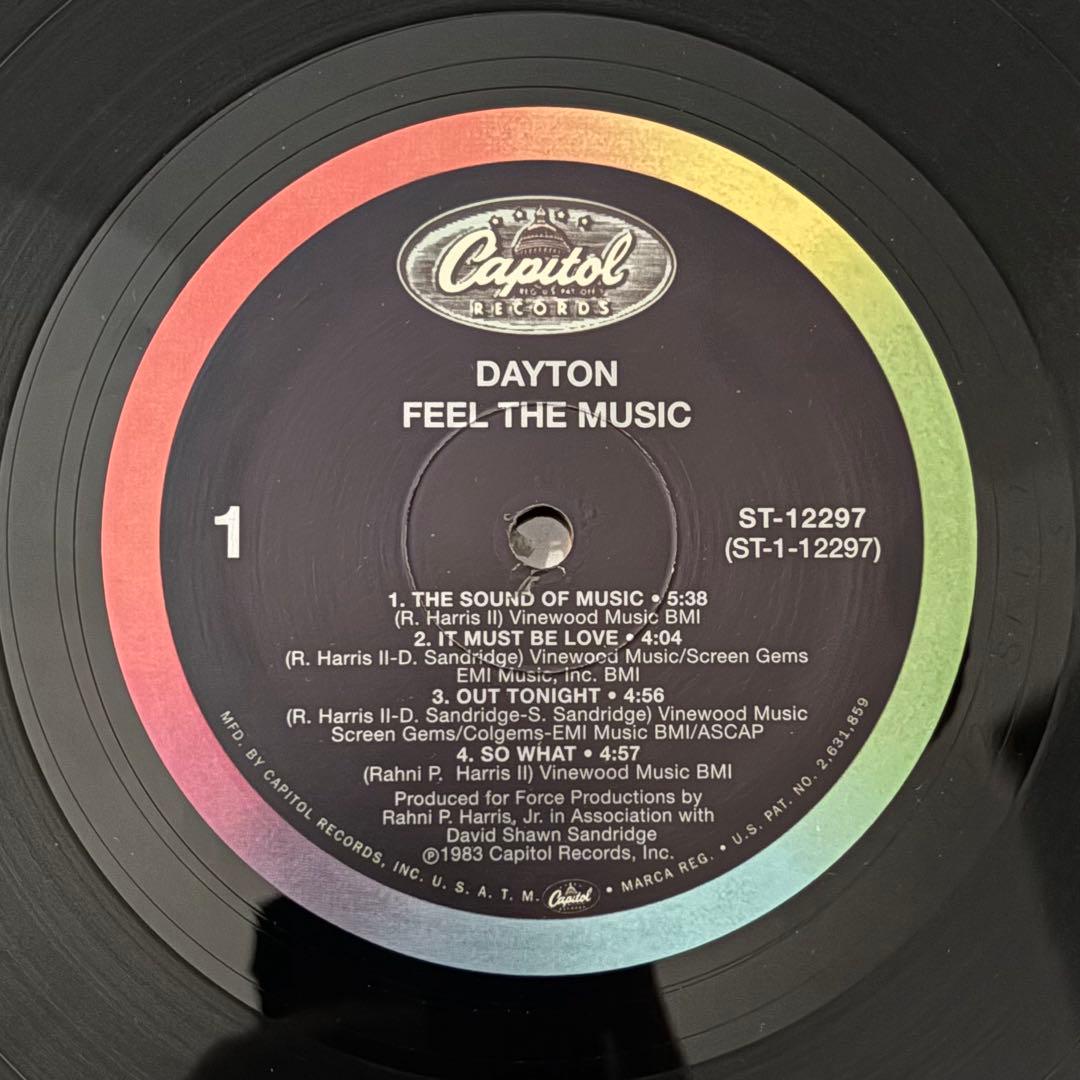 Capitol
REG. U.S. PAT. OFF.
RECORDS
DAYTON
FEEL THE MUSIC
1
ST-12297
(ST-1-12297)
1. THE SOUND OF MUSIC • 5:38
(R. Harris II) Vinewood Music BMI
2. IT MUST BE LOVE • 4:04
(R. Harris II-D. Sandridge) Vinewood Music/Screen Gems
EMI Music, Inc. BMI
3. OUT TONIGHT • 4:56
(R. Harris II-D. Sandridge-S. Sandridge) Vinewood Music
Screen Gems/Colgems-EMI Music BMI/ASCAP
4. SO WHAT • 4:57
(Rahni P. Harris II) Vinewood Music BMI
Produced for Force Productions by
Rahni P. Harris, Jr. in Association with
David Shawn Sandridge
℗1983 Capitol Records, Inc.
MFD. BY CAPITOL RECORDS, INC. U. S. A. T. M. Capitol • MARCA REG. • U.S. PAT. NO. 2,631,859